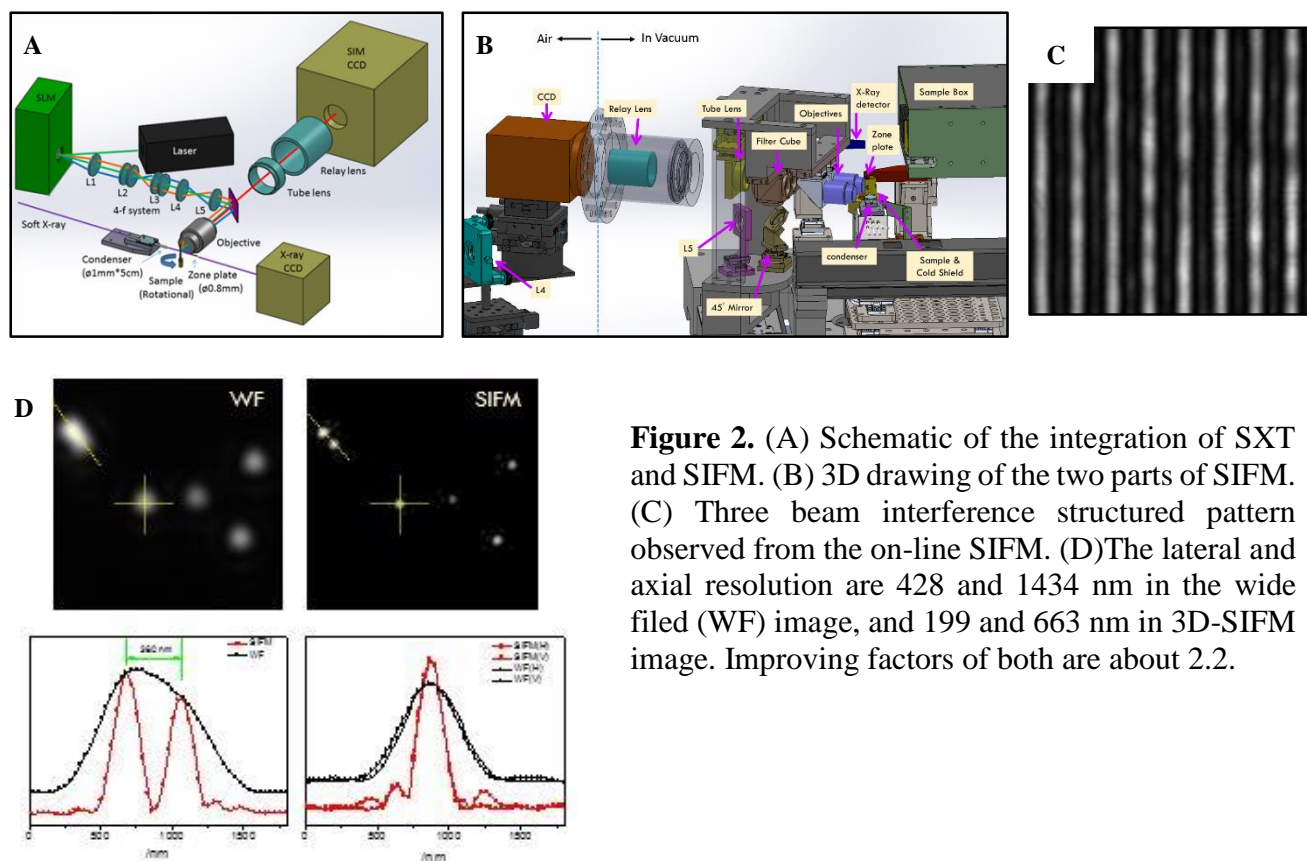 A
SIM
CCD
SLM
Laser
Relay lens
Tube lens
L1
L2
L3
L4
L5
4-f system
Soft X-ray
Objective
Condenser
(ø1mm*5cm)
Sample
(Rotational)
Zone plate
(ø0.8mm)
X-ray
CCD
B
Air
In Vacuum
CCD
Relay Lens
Tube Lens
Filter Cube
Objectives
X-Ray
detector
Zone
plate
Sample Box
L5
L4
45° Mirror
condenser
Sample &
Cold Shield
C
D
WF
SIFM
Figure 2. (A) Schematic of the integration of SXT
and SIFM. (B) 3D drawing of the two parts of SIFM.
(C) Three beam interference structured pattern
observed from the on-line SIFM. (D)The lateral and
axial resolution are 428 and 1434 nm in the wide
filed (WF) image, and 199 and 663 nm in 3D-SIFM
image. Improving factors of both are about 2.2.
SIFM
WF
0
500
1000
1500
/nm
SIFM(H)
SIFM(V)
WF(H)
WF(V)
0
500
1000
1500
/nm